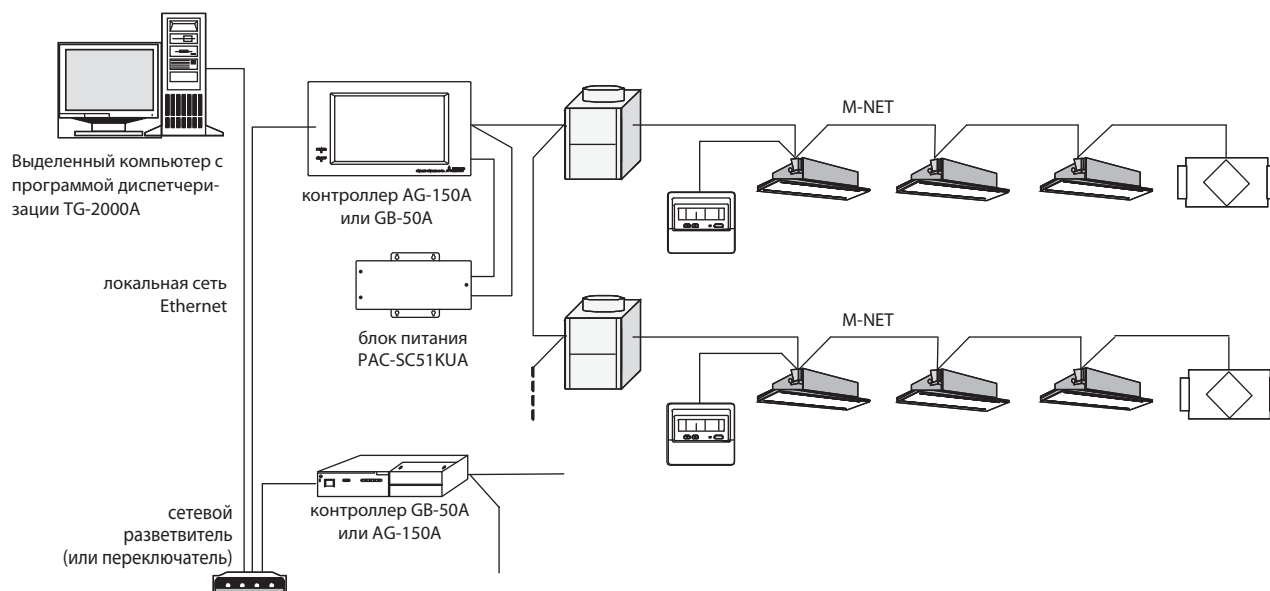 M-NET
Выделенный компьютер с
программой диспетчери-
зации TG-2000A
контроллер AG-150A
или GB-50A
локальная сеть
Ethernet
блок питания
PAC-SC51KUA
M-NET
сетевой
разветвитель
(или переключатель)
контроллер GB-50A
или AG-150A